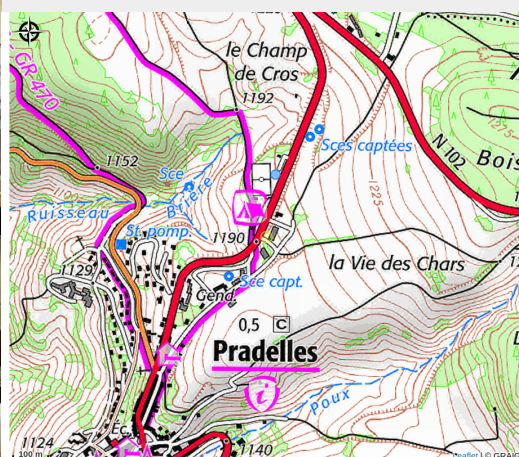 le Champ
de Cros
1192
GR 470
1152
Sces captées
N 102
Bois
Sce
Brière
Ruisseau
1225
St. pomp.
1190
la Vie des Chars
1129
Sce capt.
Gend.
0,5 C
Pradelles
i
Poux
Éc.
1124
1140
100 m
Leaflet | © GRAIG